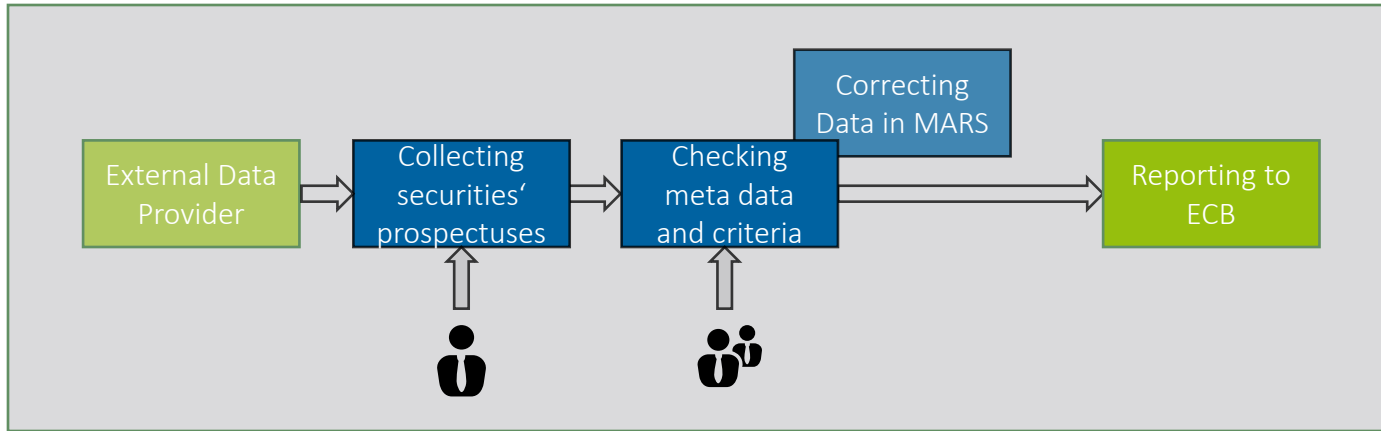 External Data
Provider
Collecting
securities‘
prospectuses
Checking
meta data
and criteria
Correcting
Data in MARS
Reporting to
ECB